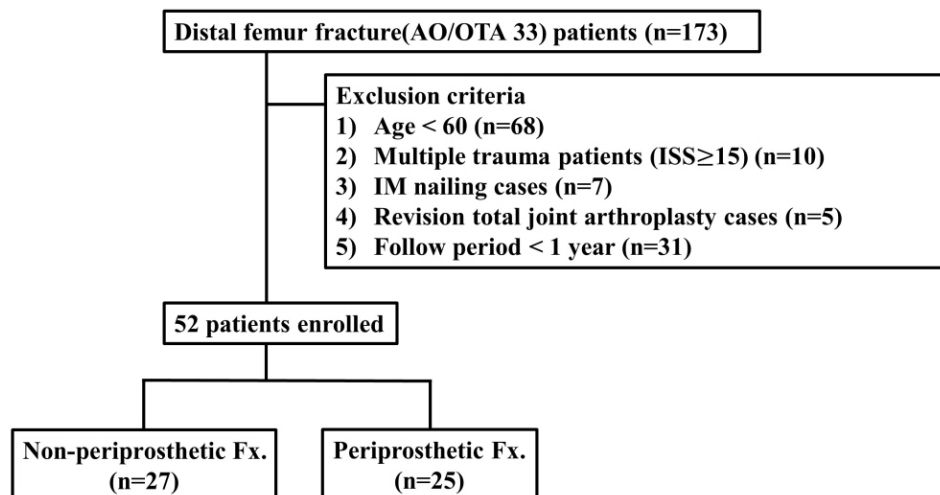 Distal femur fracture(AO/OTA 33) patients (n=173)
Exclusion criteria
1) Age < 60 (n=68)
2) Multiple trauma patients (ISS≥15) (n=10)
3) IM nailing cases (n=7)
4) Revision total joint arthroplasty cases (n=5)
5) Follow period < 1 year (n=31)
52 patients enrolled
Non-periprosthetic Fx.
(n=27)
Periprosthetic Fx.
(n=25)